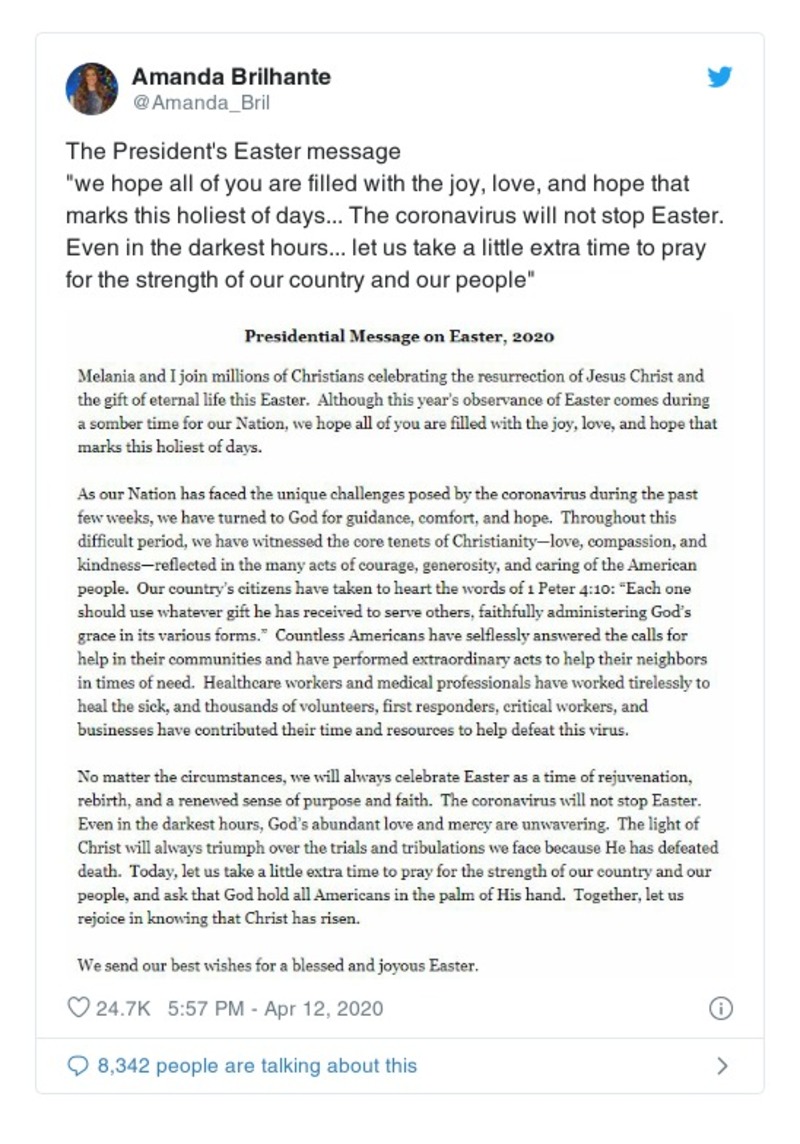 Amanda Brilhante
@Amanda_Bril
The President's Easter message
"we hope all of you are filled with the joy, love, and hope that
marks this holiest of days... The coronavirus will not stop Easter.
Even in the darkest hours... let us take a little extra time to pray
for the strength of our country and our people"
Presidential Message on Easter, 2020
Melania and I join millions of Christians celebrating the resurrection of Jesus Christ and
the gift of eternal life this Easter.  Although this year's observance of Easter comes during
a somber time for our Nation, we hope all of you are filled with the joy, love, and hope that
marks this holiest of days.
As our Nation has faced the unique challenges posed by the coronavirus during the past
few weeks, we have turned to God for guidance, comfort, and hope.  Throughout this
difficult period, we have witnessed the core tenets of Christianity—love, compassion, and
kindness—reflected in the many acts of courage, generosity, and caring of the American
people.  Our country's citizens have taken to heart the words of 1 Peter 4:10: “Each one
should use whatever gift he has received to serve others, faithfully administering God's
grace in its various forms.”  Countless Americans have selflessly answered the calls for
help in their communities and have performed extraordinary acts to help their neighbors
in times of need.  Healthcare workers and medical professionals have worked tirelessly to
heal the sick, and thousands of volunteers, first responders, critical workers, and
businesses have contributed their time and resources to help defeat this virus.
No matter the circumstances, we will always celebrate Easter as a time of rejuvenation,
rebirth, and a renewed sense of purpose and faith.  The coronavirus will not stop Easter.
Even in the darkest hours, God's abundant love and mercy are unwavering.  The light of
Christ will always triumph over the trials and tribulations we face because He has defeated
death.  Today, let us take a little extra time to pray for the strength of our country and our
people, and ask that God hold all Americans in the palm of His hand.  Together, let us
rejoice in knowing that Christ has risen.
We send our best wishes for a blessed and joyous Easter.
24.7K 5:57 PM - Apr 12, 2020
8,342 people are talking about this